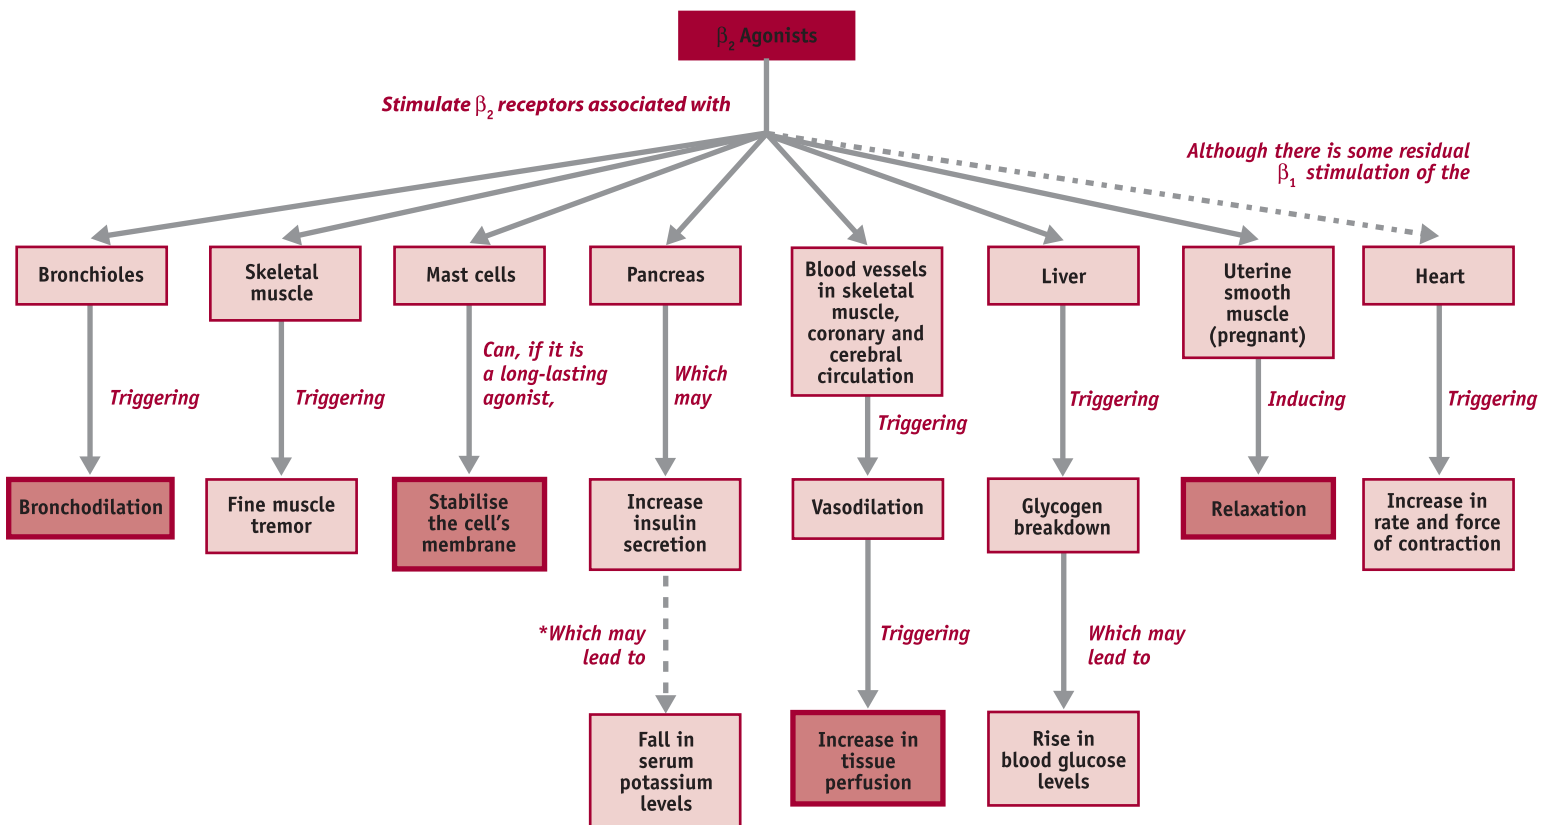 β2 Agonists
Stimulate β2 receptors associated with
Although there is some residual
β1 stimulation of the
Bronchioles
Skeletal
muscle
Mast cells
Pancreas
Blood vessels
in skeletal
muscle,
coronary and
cerebral
circulation
Liver
Uterine
smooth
muscle
(pregnant)
Heart
Triggering
Triggering
Can, if it is
a long-lasting
agonist,
Which
may
Triggering
Triggering
Inducing
Triggering
Bronchodilation
Fine muscle
tremor
Stabilise
the cell's
membrane
Increase
insulin
secretion
Vasodilation
Glycogen
breakdown
Relaxation
Increase in
rate and force
of contraction
*Which may
lead to
Triggering
Which may
lead to
Fall in
serum
potassium
levels
Increase in
tissue
perfusion
Rise in
blood glucose
levels